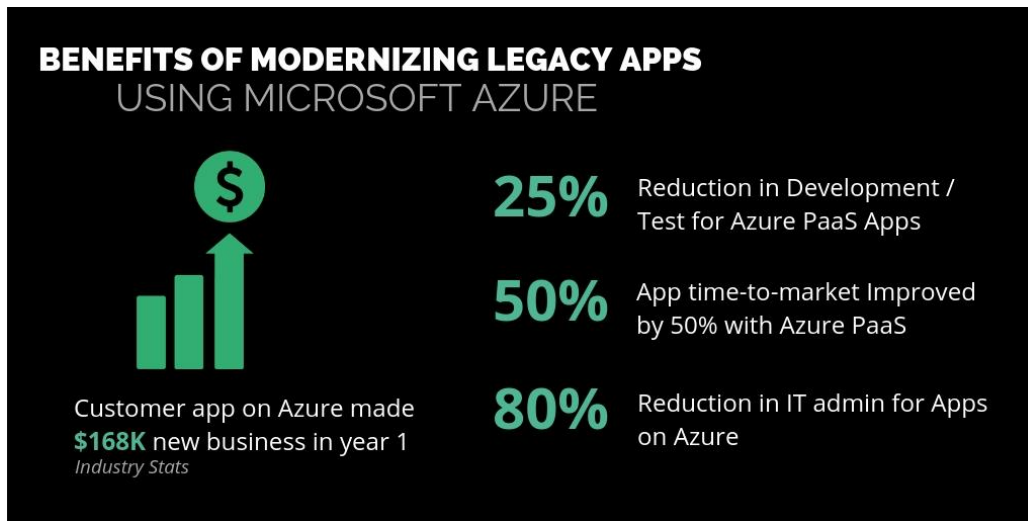 BENEFITS OF MODERNIZING LEGACY APPS
USING MICROSOFT AZURE
$
Customer app on Azure made
$168K new business in year 1
Industry Stats
25%
Reduction in Development /
Test for Azure PaaS Apps
50%
App time-to-market Improved
by 50% with Azure PaaS
80%
Reduction in IT admin for Apps
on Azure